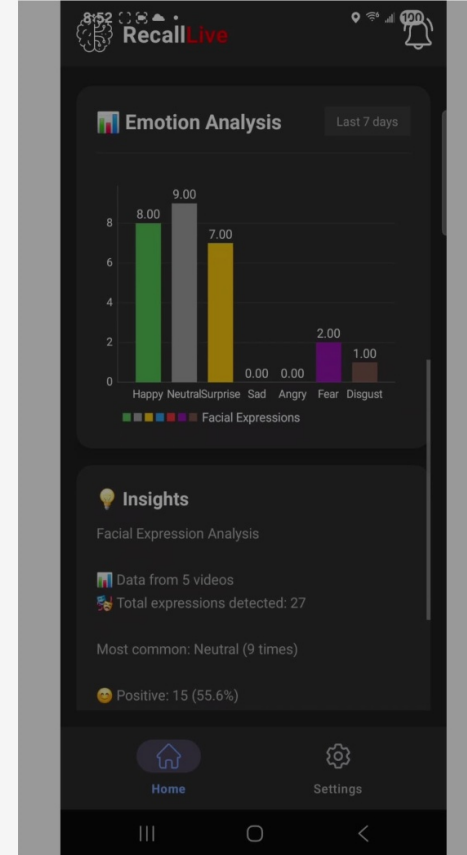 8:52
100
RecallLive
📊 Emotion Analysis
Last 7 days
9.00
8.00
7.00
8
6
4
2.00
2
1.00
0.00 0.00
0
Happy NeutralSurprise Sad Angry Fear Disgust
Facial Expressions
💡 Insights
Facial Expression Analysis
📊 Data from 5 videos
🎭 Total expressions detected: 27
Most common: Neutral (9 times)
😊 Positive: 15 (55.6%)
Home
Settings